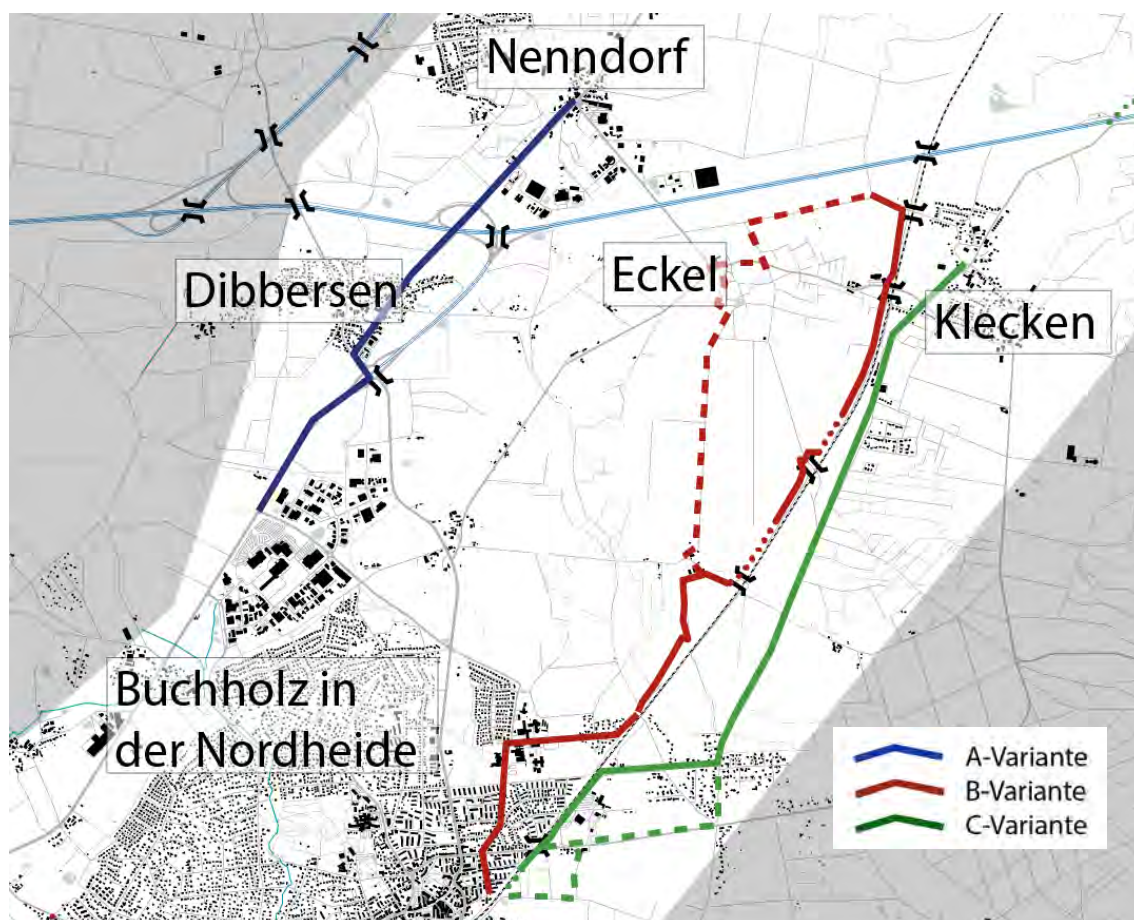 Nenndorf
Dibbersen
Eckel
Klecken
Buchholz in
der Nordheide
A-Variante
B-Variante
C-Variante